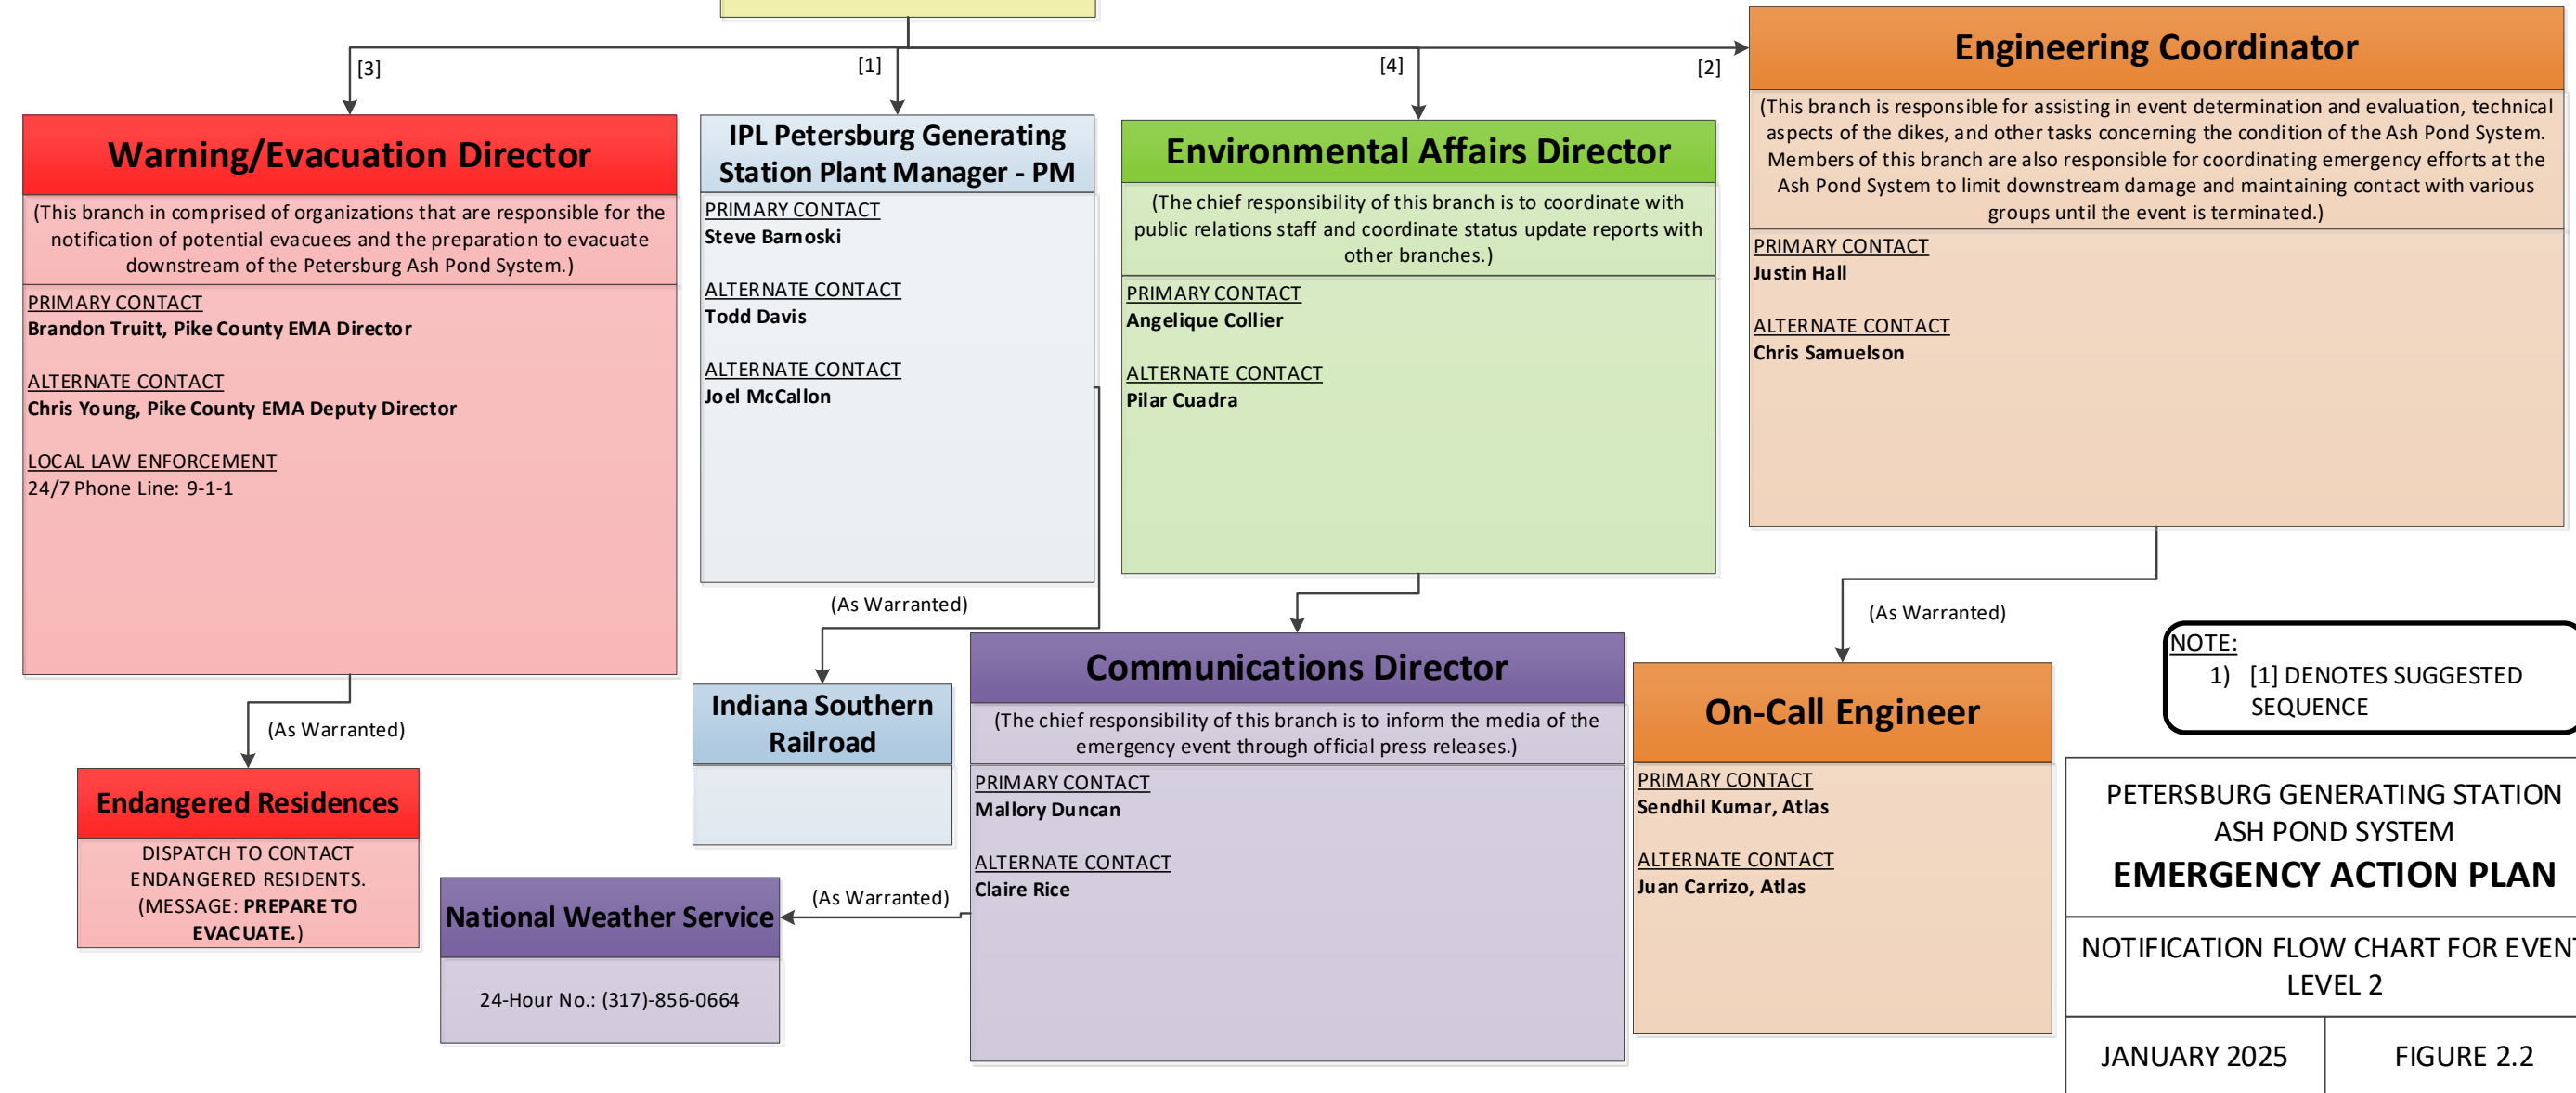 [3]
[1]
[4]
[2]
Warning/Evacuation Director
(This branch in comprised of organizations that are responsible for the
notification of potential evacuees and the preparation to evacuate
downstream of the Petersburg Ash Pond System.)
PRIMARY CONTACT
Brandon Truitt, Pike County EMA Director
ALTERNATE CONTACT
Chris Young, Pike County EMA Deputy Director
LOCAL LAW ENFORCEMENT
24/7 Phone Line: 9-1-1
(As Warranted)
Endangered Residences
DISPATCH TO CONTACT
ENDANGERED RESIDENTS.
(MESSAGE: PREPARE TO
EVACUATE.)
IPL Petersburg Generating
Station Plant Manager - PM
PRIMARY CONTACT
Steve Barnoski
ALTERNATE CONTACT
Todd Davis
ALTERNATE CONTACT
Joel McCallon
(As Warranted)
Indiana Southern
Railroad
Environmental Affairs Director
(The chief responsibility of this branch is to coordinate with
public relations staff and coordinate status update reports with
other branches.)
PRIMARY CONTACT
Angelique Collier
ALTERNATE CONTACT
Pilar Cuadra
Communications Director
(The chief responsibility of this branch is to inform the media of the
emergency event through official press releases.)
PRIMARY CONTACT
Mallory Duncan
ALTERNATE CONTACT
Claire Rice
(As Warranted)
National Weather Service
24-Hour No.: (317)-856-0664
Engineering Coordinator
(This branch is responsible for assisting in event determination and evaluation, technical
aspects of the dikes, and other tasks concerning the condition of the Ash Pond System.
Members of this branch are also responsible for coordinating emergency efforts at the
Ash Pond System to limit downstream damage and maintaining contact with various
groups until the event is terminated.)
PRIMARY CONTACT
Justin Hall
ALTERNATE CONTACT
Chris Samuelson
(As Warranted)
On-Call Engineer
PRIMARY CONTACT
Sendhil Kumar, Atlas
ALTERNATE CONTACT
Juan Carrizo, Atlas
NOTE:
1) [1] DENOTES SUGGESTED
SEQUENCE
PETERSBURG GENERATING STATION
ASH POND SYSTEM
EMERGENCY ACTION PLAN
NOTIFICATION FLOW CHART FOR EVENT
LEVEL 2
JANUARY 2025
FIGURE 2.2